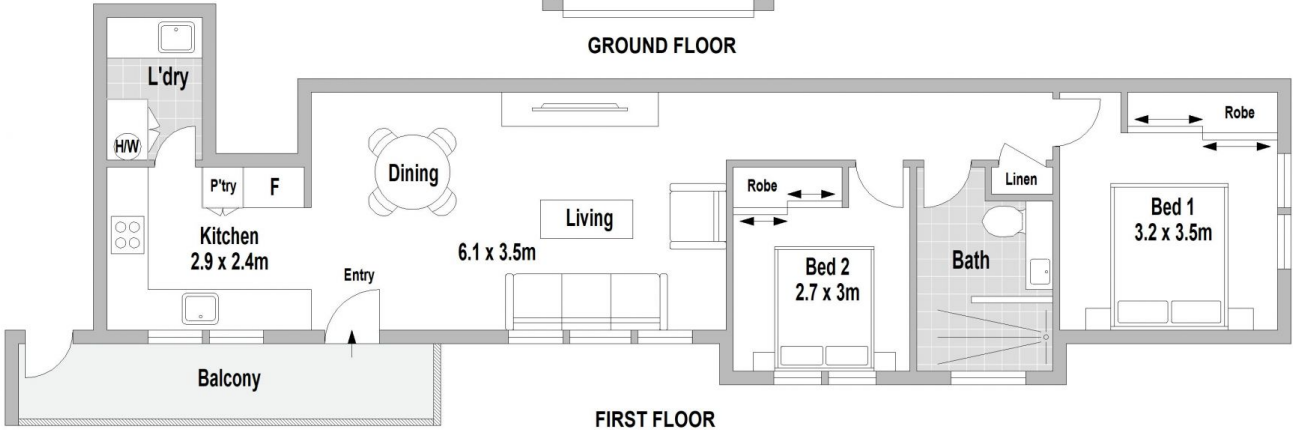 GROUND FLOOR
L'dry
H/W
P'try
F
Kitchen
2.9 x 2.4m
Dining
Living
6.1 x 3.5m
Entry
Robe
Bed 2
2.7 x 3m
Bath
Linen
Robe
Bed 1
3.2 x 3.5m
Balcony
FIRST FLOOR